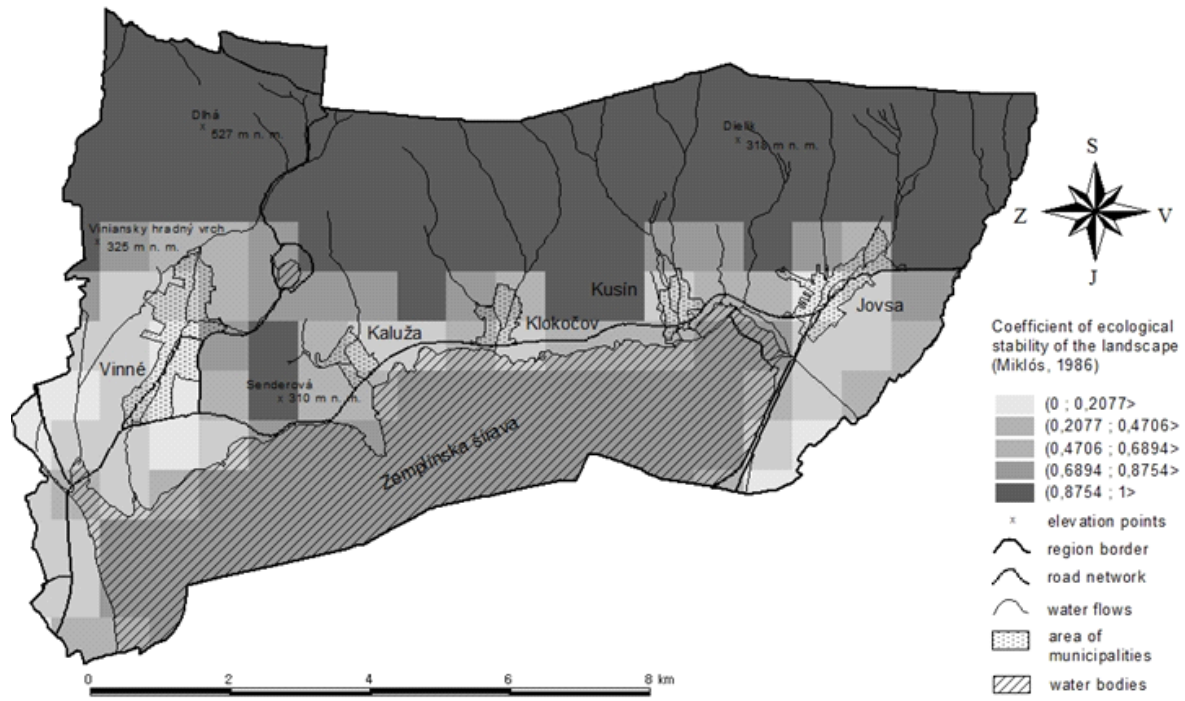 Dlhá
x 527 m n. m.
Dielik
x 318 m n. m.
Viniansky hradný vrch
x 325 m n. m.
Kusín
Jovsa
Klokočov
Kaluža
Vinné
Senderová
x 310 m n. m.
Zemplínska šírava
S
Z V
J
Coefficient of ecological
stability of the landscape
(Miklós, 1986)
(0 ; 0,2077>
(0,2077 ; 0,4706>
(0,4706 ; 0,6894>
(0,6894 ; 0,8754>
(0,8754 ; 1>
x elevation points
region border
road network
water flows
area of
municipalities
water bodies
0 2 4 6 8 km